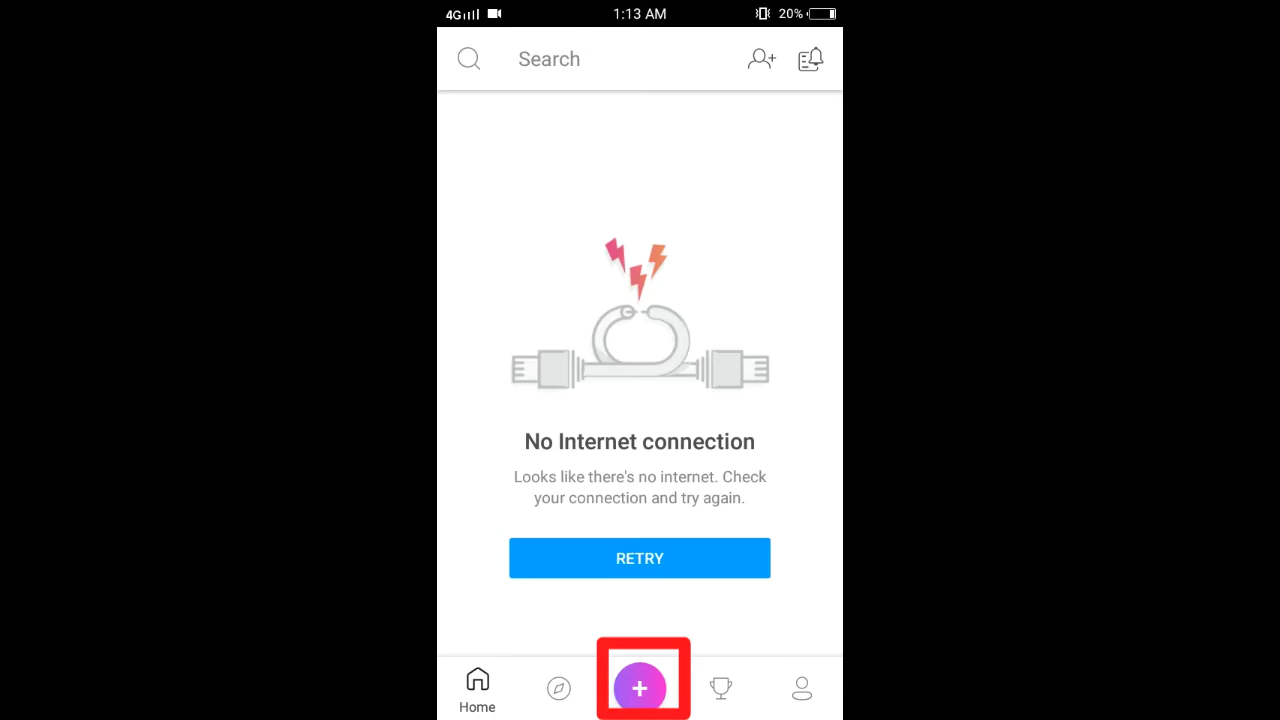 4G 1:13 AM 20%
Search
No Internet connection
Looks like there's no internet. Check
your connection and try again.
RETRY
Home